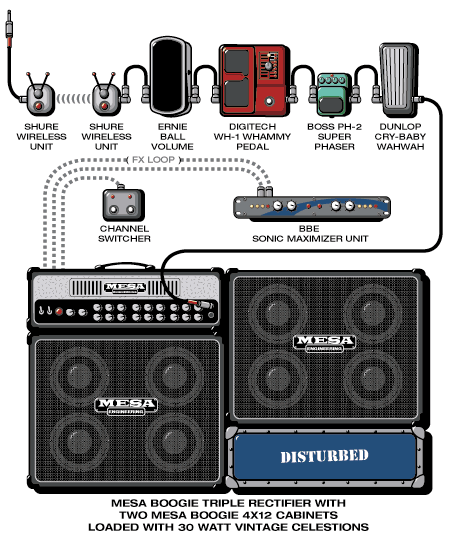 SHURE
WIRELESS
UNIT
SHURE
WIRELESS
UNIT
ERNIE
BALL
VOLUME
DIGITECH
WH-1 WHAMMY
PEDAL
BOSS PH-2
SUPER
PHASER
DUNLOP
CRY-BABY
WAHWAH
( FX LOOP )
CHANNEL
SWITCHER
BBE
SONIC MAXIMIZER UNIT
MESA
ENGINEERING
MESA
ENGINEERING
MESA
ENGINEERING
DISTURBED
MESA BOOGIE TRIPLE RECTIFIER WITH
TWO MESA BOOGIE 4X12 CABINETS
LOADED WITH 30 WATT VINTAGE CELESTIONS